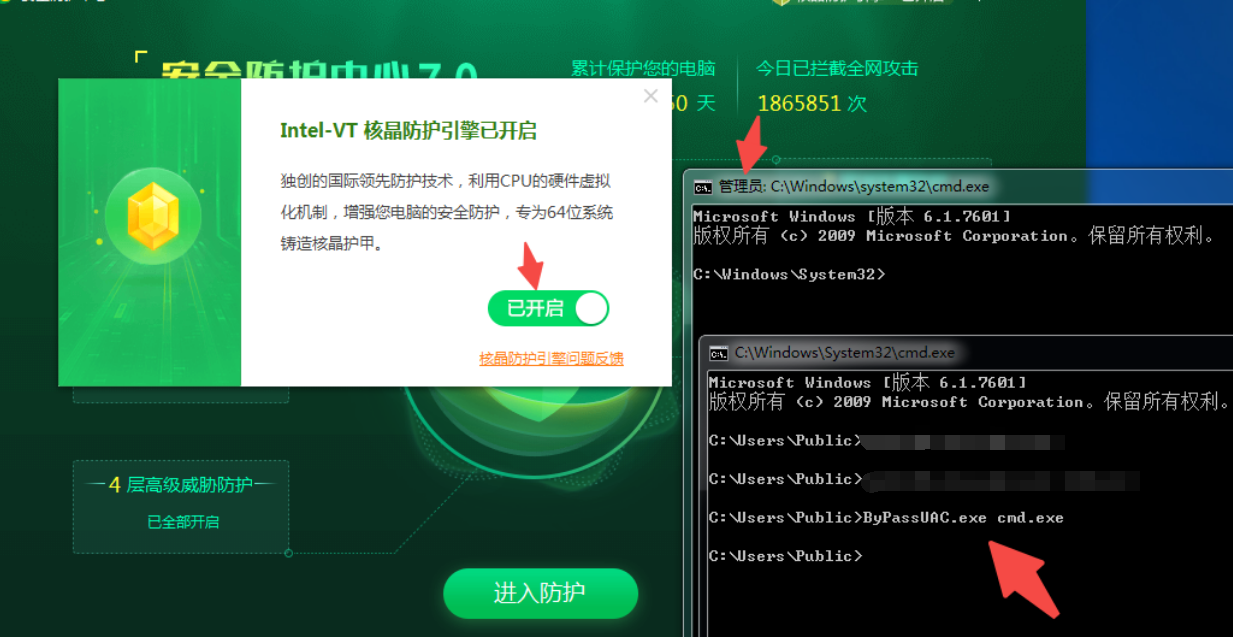 安全防护中心7.0
累计保护您的电脑
今日已拦截全网攻击
50 天
1865851 次
Intel-VT 核晶防护引擎已开启
独创的国际领先防护技术，利用CPU的硬件虚拟
化机制，增强您电脑的安全防护，专为64位系统
铸造核晶护甲。
已开启
核晶防护引擎问题反馈
4 层高级威胁防护
已全部开启
进入防护
管理员: C:\Windows\system32\cmd.exe
Microsoft Windows [版本 6.1.7601]
版权所有 (c) 2009 Microsoft Corporation。保留所有权利。
C:\Windows\System32>
C:\Windows\System32\cmd.exe
Microsoft Windows [版本 6.1.7601]
版权所有 (c) 2009 Microsoft Corporation。保留所有权利。
C:\Users\Public>
C:\Users\Public>
C:\Users\Public>ByPassUAC.exe cmd.exe
C:\Users\Public>